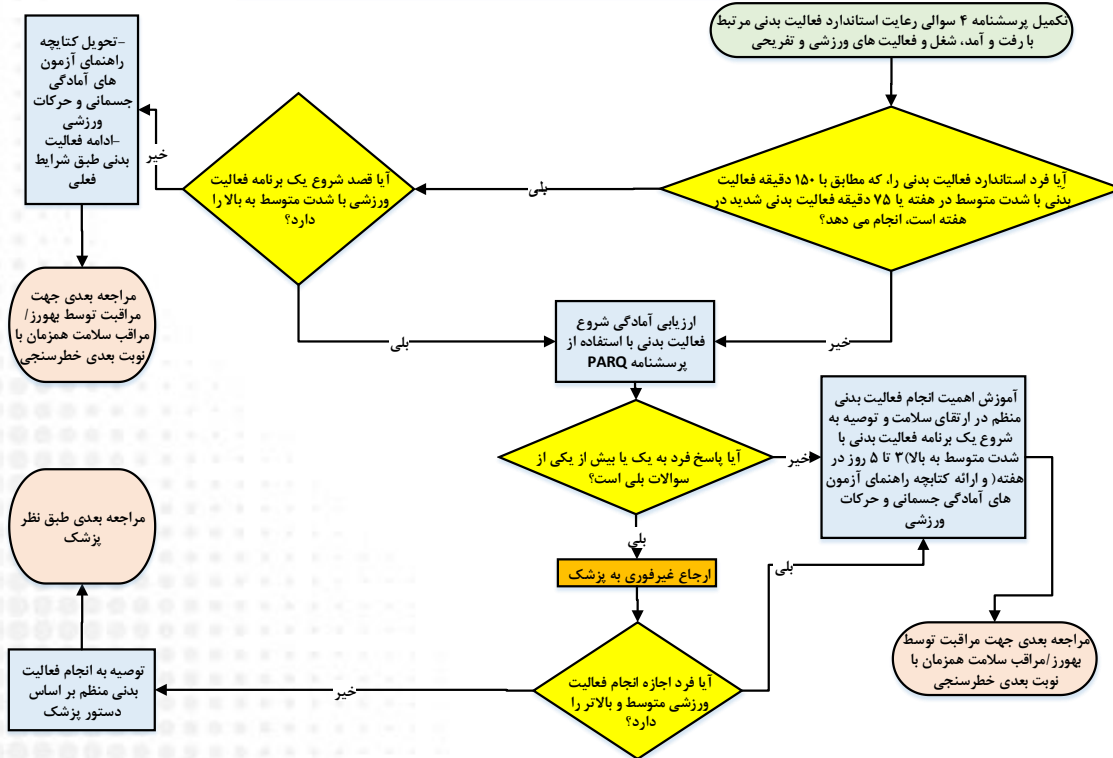 تکمیل پرسشنامه ۴ سوالی رعایت استاندارد فعالیت بدنی مرتبط
با رفت و آمد، شغل و فعالیت های ورزشی و تفریحی
آیا فرد استاندارد فعالیت بدنی را، که مطابق با ۱۵۰ دقیقه فعالیت
بدنی با شدت متوسط در هفته یا ۷۵ دقیقه فعالیت بدنی شدید در
هفته است، انجام می دهد؟
بلی
خیر
آیا قصد شروع یک برنامه فعالیت
ورزشی با شدت متوسط به بالا را
دارد؟
خیر
بلی
-تحویل کتابچه
راهنمای آزمون
های آمادگی
جسمانی و حرکات
ورزشی
-ادامه فعالیت
بدنی طبق شرایط
فعلی
مراجعه بعدی جهت
مراقبت توسط بهورز/
مراقب سلامت همزمان با
نوبت بعدی خطرسنجی
ارزیابی آمادگی شروع
فعالیت بدنی با استفاده از
پرسشنامه PARQ
آیا پاسخ فرد به یک یا بیش از یکی از
سوالات بلی است؟
خیر
بلی
آموزش اهمیت انجام فعالیت بدنی
منظم در ارتقای سلامت و توصیه به
شروع یک برنامه فعالیت بدنی با
شدت متوسط به بالا)۳ تا ۵ روز در
هفته( و ارائه کتابچه راهنمای آزمون
های آمادگی جسمانی و حرکات
ورزشی
مراجعه بعدی جهت مراقبت توسط
بهورز/مراقب سلامت همزمان با
نوبت بعدی خطرسنجی
ارجاع غیرفوری به پزشک
آیا فرد اجازه انجام فعالیت
ورزشی متوسط و بالاتر را
دارد؟
بلی
خیر
توصیه به انجام فعالیت
بدنی منظم بر اساس
دستور پزشک
مراجعه بعدی طبق نظر
پزشک